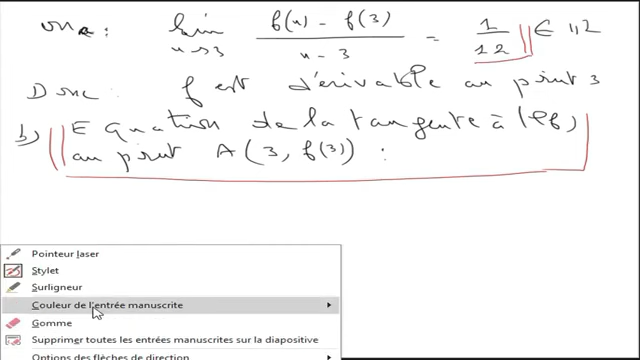 on a : lim f(x) - f(3) / x - 3 = 1/12 || ∈ ℝ
x → 3
Donc f est dérivable au point 3
b) Equation de la tangente à (Cf)
au point A(3, f(3)) :
Pointeur laser
Stylet
Surligneur
Couleur de l'entrée manuscrite
Gomme
Supprimer toutes les entrées manuscrites sur la diapositive
Options des flèches de direction